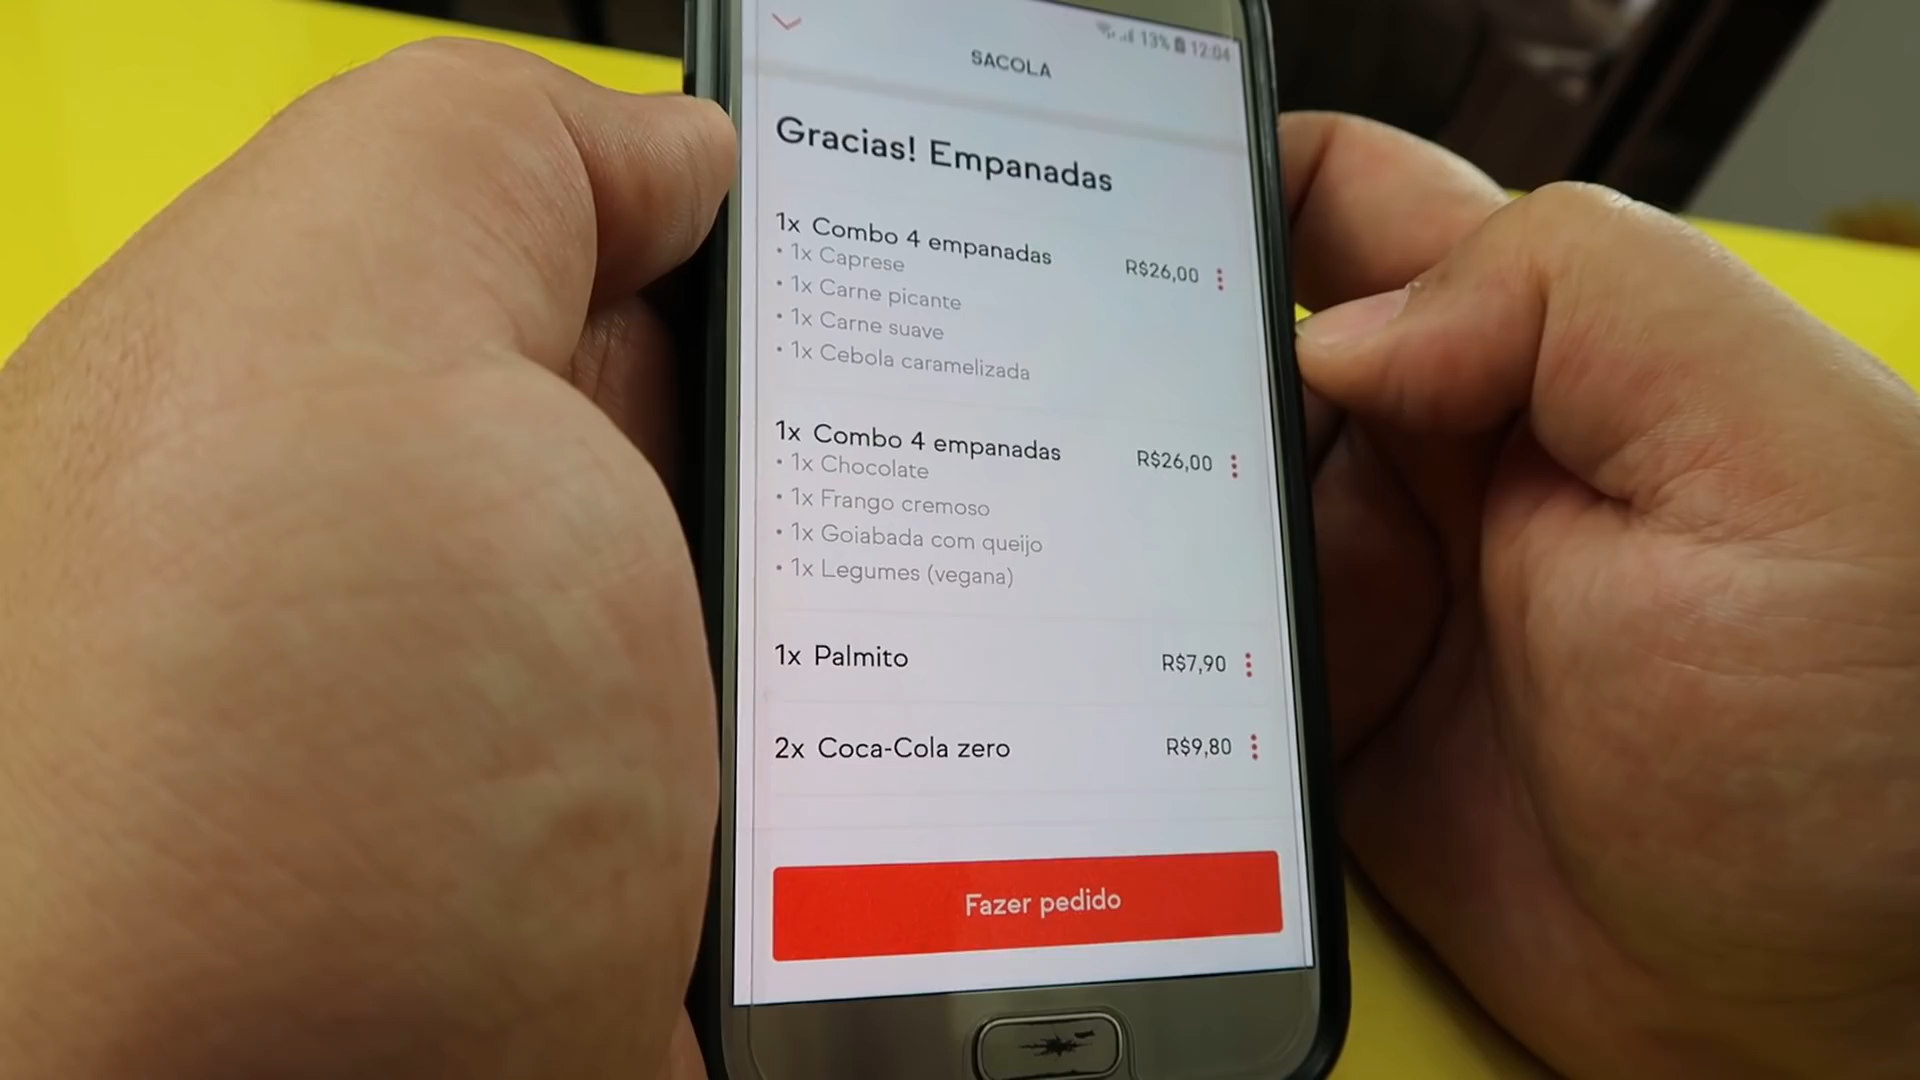 13% 12:04
SACOLA
Gracias! Empanadas
1x Combo 4 empanadas R$26,00
• 1x Caprese
• 1x Carne picante
• 1x Carne suave
• 1x Cebola caramelizada
1x Combo 4 empanadas R$26,00
• 1x Chocolate
• 1x Frango cremoso
• 1x Goiabada com queijo
• 1x Legumes (vegana)
1x Palmito R$7,90
2x Coca-Cola zero R$9,80
Fazer pedido